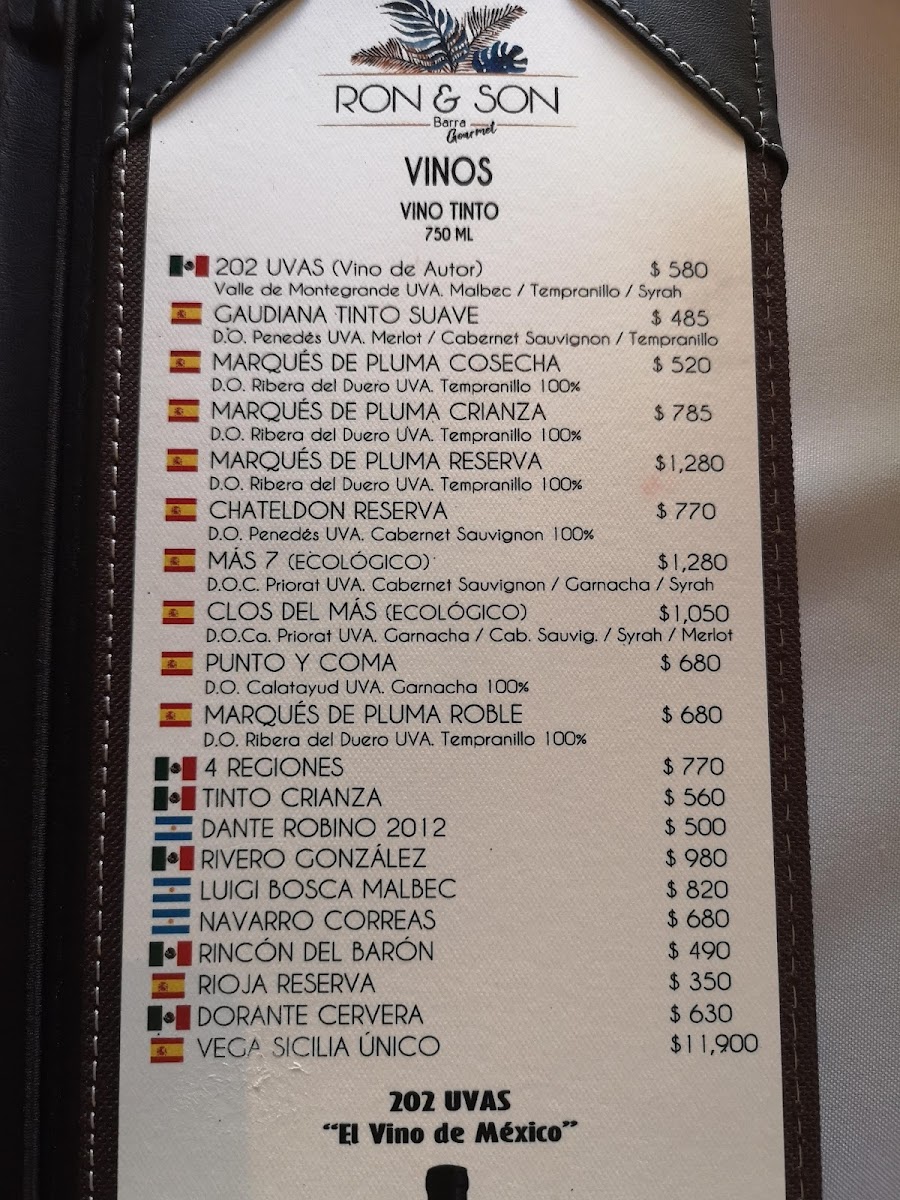 RON & SON
Barra
Gourmet
VINOS
VINO TINTO
750 ML
202 UVAS (Vino de Autor) $ 580
Valle de Montegrande UVA. Malbec / Tempranillo / Syrah
GAUDIANA TINTO SUAVE $ 485
D.O. Penedés UVA. Merlot / Cabernet Sauvignon / Tempranillo
MARQUÉS DE PLUMA COSECHA $ 520
D.O. Ribera del Duero UVA. Tempranillo 100%
MARQUÉS DE PLUMA CRIANZA $ 785
D.O. Ribera del Duero UVA. Tempranillo 100%
MARQUÉS DE PLUMA RESERVA $1,280
D.O. Ribera del Duero UVA. Tempranillo 100%
CHATELDON RESERVA $ 770
D.O. Penedés UVA. Cabernet Sauvignon 100%
MÁS 7 (ECOLÓGICO) $1,280
D.O.C. Priorat UVA. Cabernet Sauvignon / Garnacha / Syrah
CLOS DEL MÁS (ECOLÓGICO) $1,050
D.O.Ca. Priorat UVA. Garnacha / Cab. Sauvig. / Syrah / Merlot
PUNTO Y COMA $ 680
D.O. Calatayud UVA. Garnacha 100%
MARQUÉS DE PLUMA ROBLE $ 680
D.O. Ribera del Duero UVA. Tempranillo 100%
4 REGIONES $ 770
TINTO CRIANZA $ 560
DANTE ROBINO 2012 $ 500
RIVERO GONZÁLEZ $ 980
LUIGI BOSCA MALBEC $ 820
NAVARRO CORREAS $ 680
RINCÓN DEL BARÓN $ 490
RIOJA RESERVA $ 350
DORANTE CERVERA $ 630
VEGA SICILIA ÚNICO $11,900
202 UVAS
“El Vino de México”